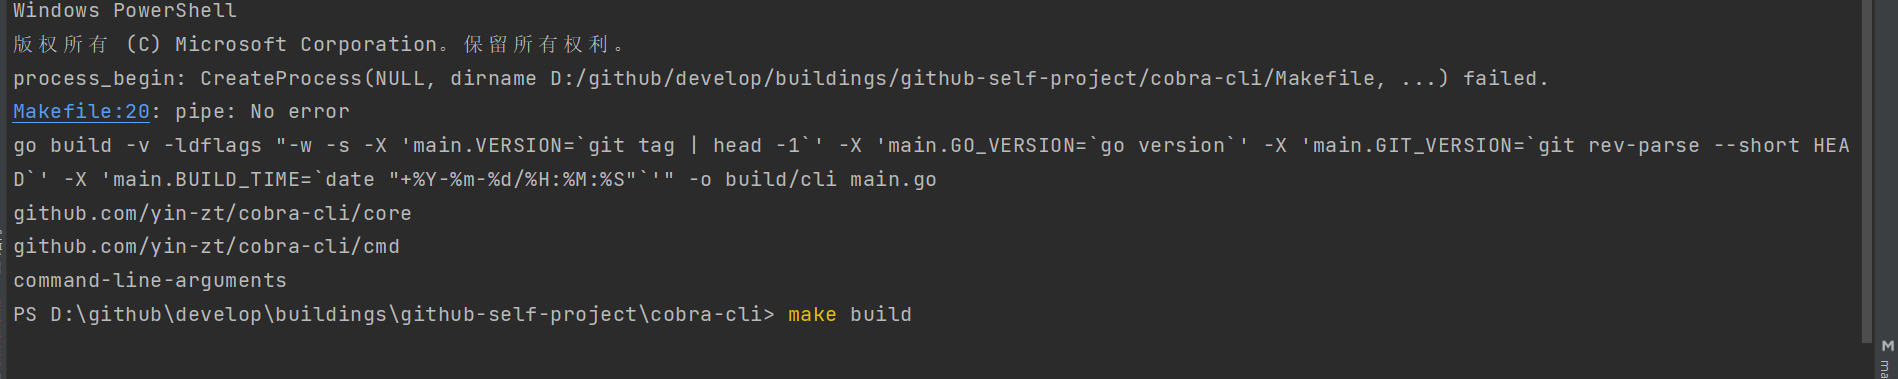 Windows PowerShell
版权所有 (C) Microsoft Corporation。保留所有权利。
process_begin: CreateProcess(NULL, dirname D:/github/develop/buildings/github-self-project/cobra-cli/Makefile, ...) failed.
Makefile:20: pipe: No error
go build -v -ldflags "-w -s -X 'main.VERSION=`git tag | head -1`' -X 'main.GO_VERSION=`go version`' -X 'main.GIT_VERSION=`git rev-parse --short HEA
D`' -X 'main.BUILD_TIME=`date "+%Y-%m-%d/%H:%M:%S"`'" -o build/cli main.go
github.com/yin-zt/cobra-cli/core
github.com/yin-zt/cobra-cli/cmd
command-line-arguments
PS D:\github\develop\buildings\github-self-project\cobra-cli> make build
M
ma